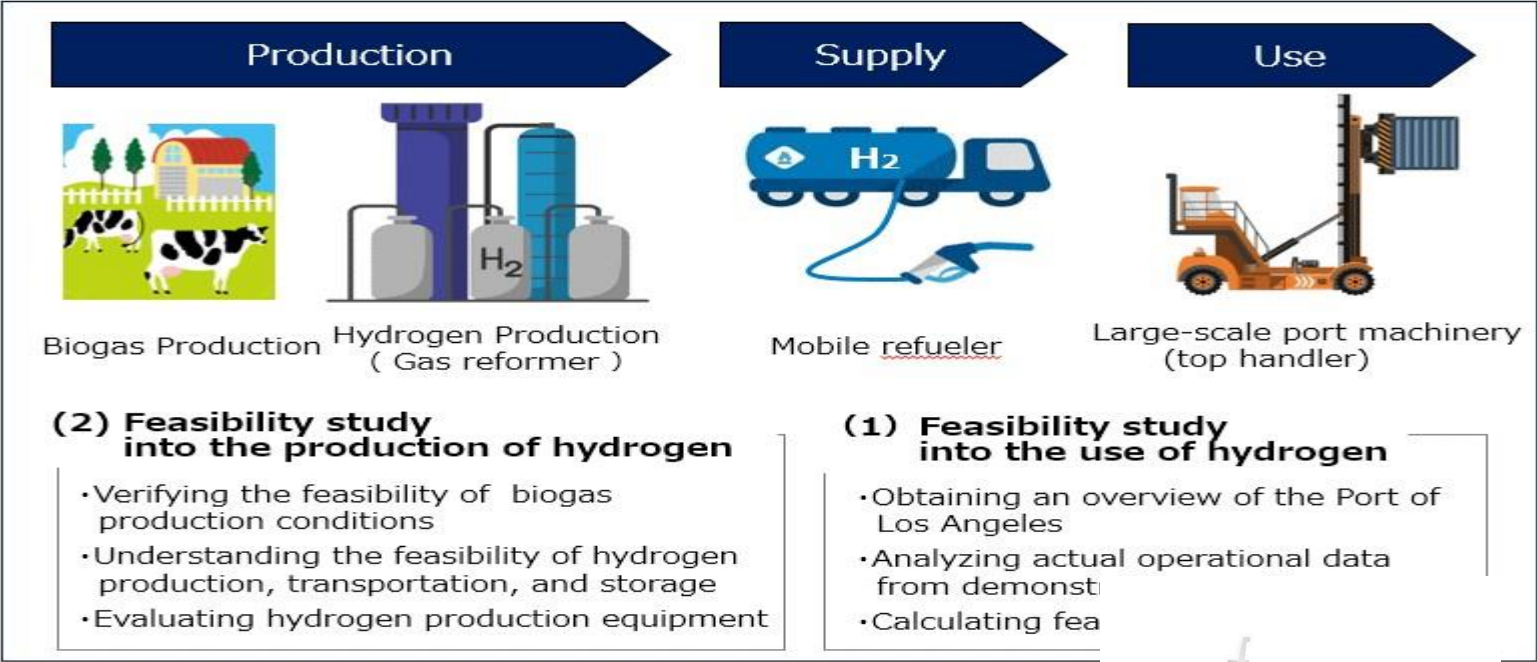 Production
Supply
Use
H2
H2
Biogas Production
Hydrogen Production
( Gas reformer )
Mobile refueler
Large-scale port machinery
(top handler)
(2) Feasibility study
into the production of hydrogen
・Verifying the feasibility of biogas
production conditions
・Understanding the feasibility of hydrogen
production, transportation, and storage
・Evaluating hydrogen production equipment
(1) Feasibility study
into the use of hydrogen
・Obtaining an overview of the Port of
Los Angeles
・Analyzing actual operational data
from
・Calculating